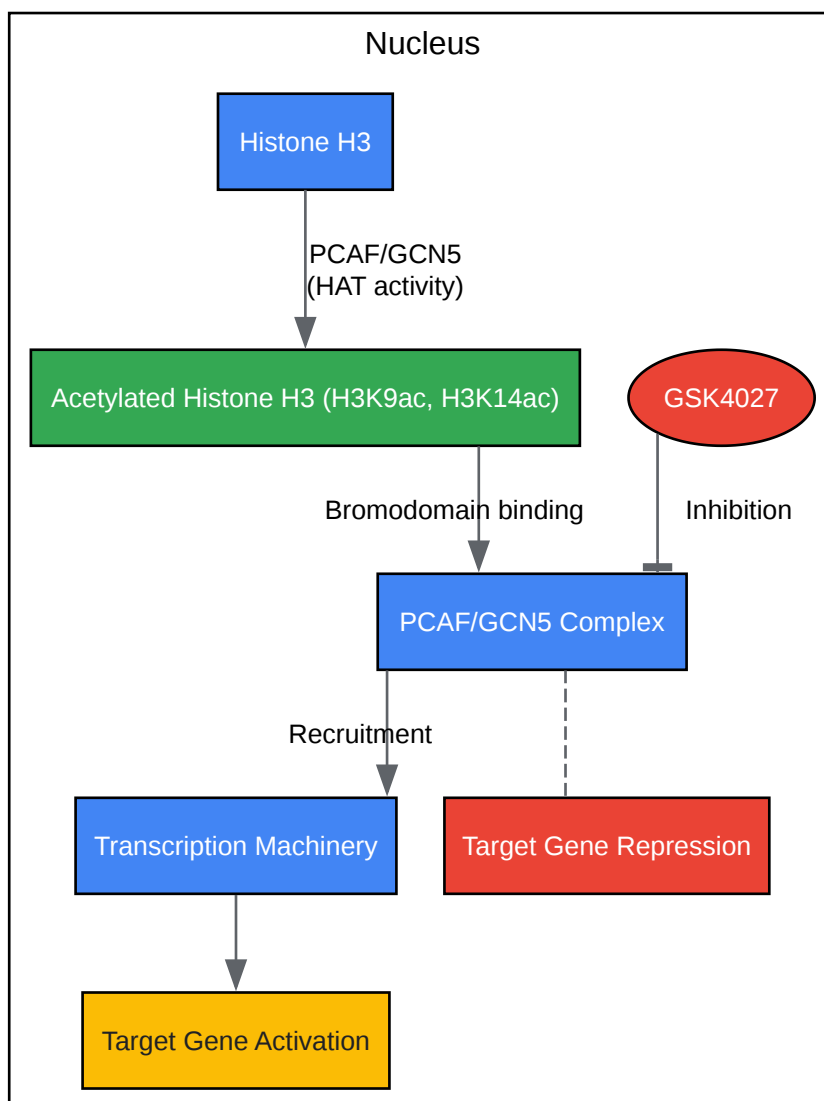 Nucleus
Histone H3
PCAF/GCN5
(HAT activity)
Acetylated Histone H3 (H3K9ac, H3K14ac)
GSK4027
Bromodomain binding
Inhibition
PCAF/GCN5 Complex
Recruitment
Transcription Machinery
Target Gene Repression
Target Gene Activation